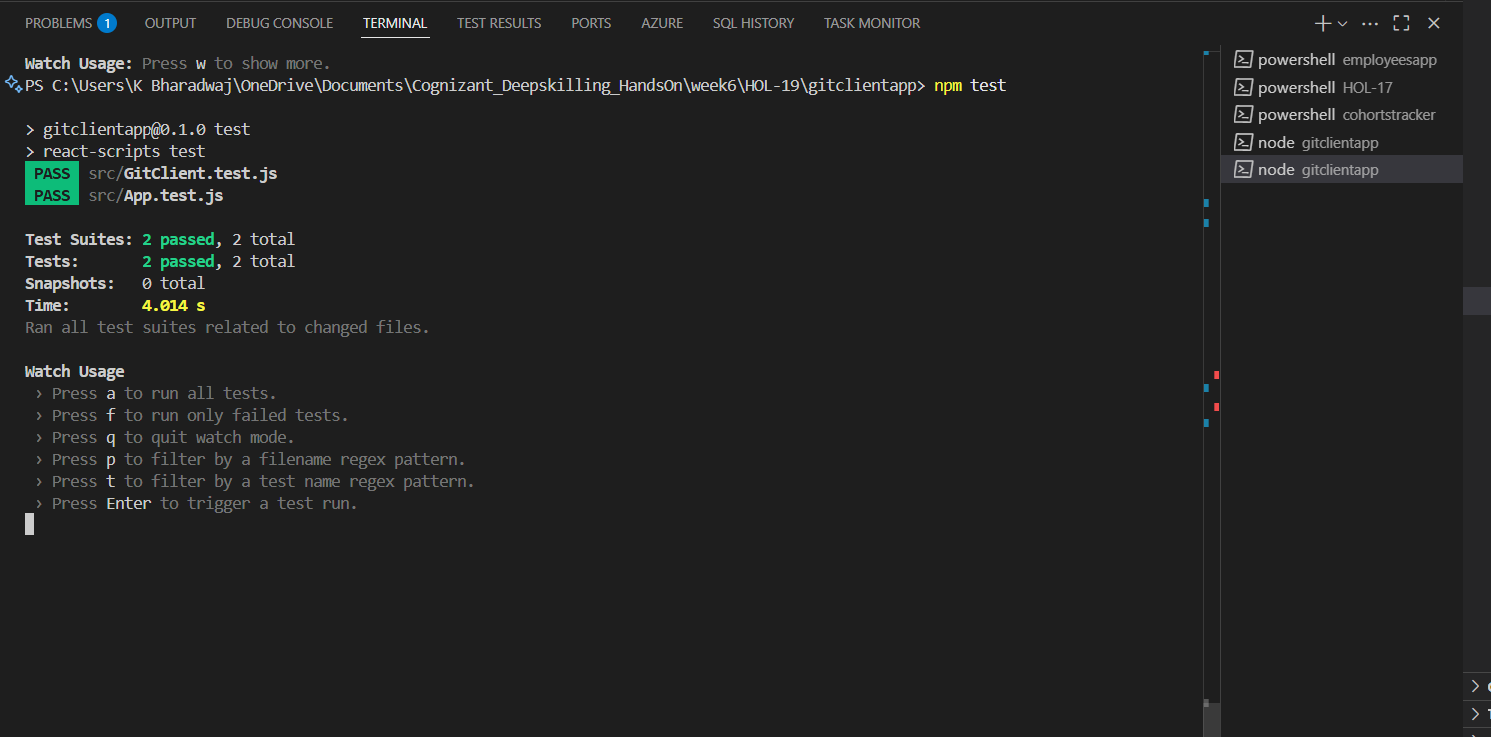 PROBLEMS 1 OUTPUT DEBUG CONSOLE TERMINAL TEST RESULTS PORTS AZURE SQL HISTORY TASK MONITOR
Watch Usage: Press w to show more.
PS C:\Users\K Bharadwaj\OneDrive\Documents\Cognizant_Deepskilling_HandsOn\week6\HOL-19\gitclientapp> npm test
> gitclientapp@0.1.0 test
> react-scripts test
PASS src/GitClient.test.js
PASS src/App.test.js
Test Suites: 2 passed, 2 total
Tests: 2 passed, 2 total
Snapshots: 0 total
Time: 4.014 s
Ran all test suites related to changed files.
Watch Usage
› Press a to run all tests.
› Press f to run only failed tests.
› Press q to quit watch mode.
› Press p to filter by a filename regex pattern.
› Press t to filter by a test name regex pattern.
› Press Enter to trigger a test run.
powershell employeesapp
powershell HOL-17
powershell cohortstracker
node gitclientapp
node gitclientapp